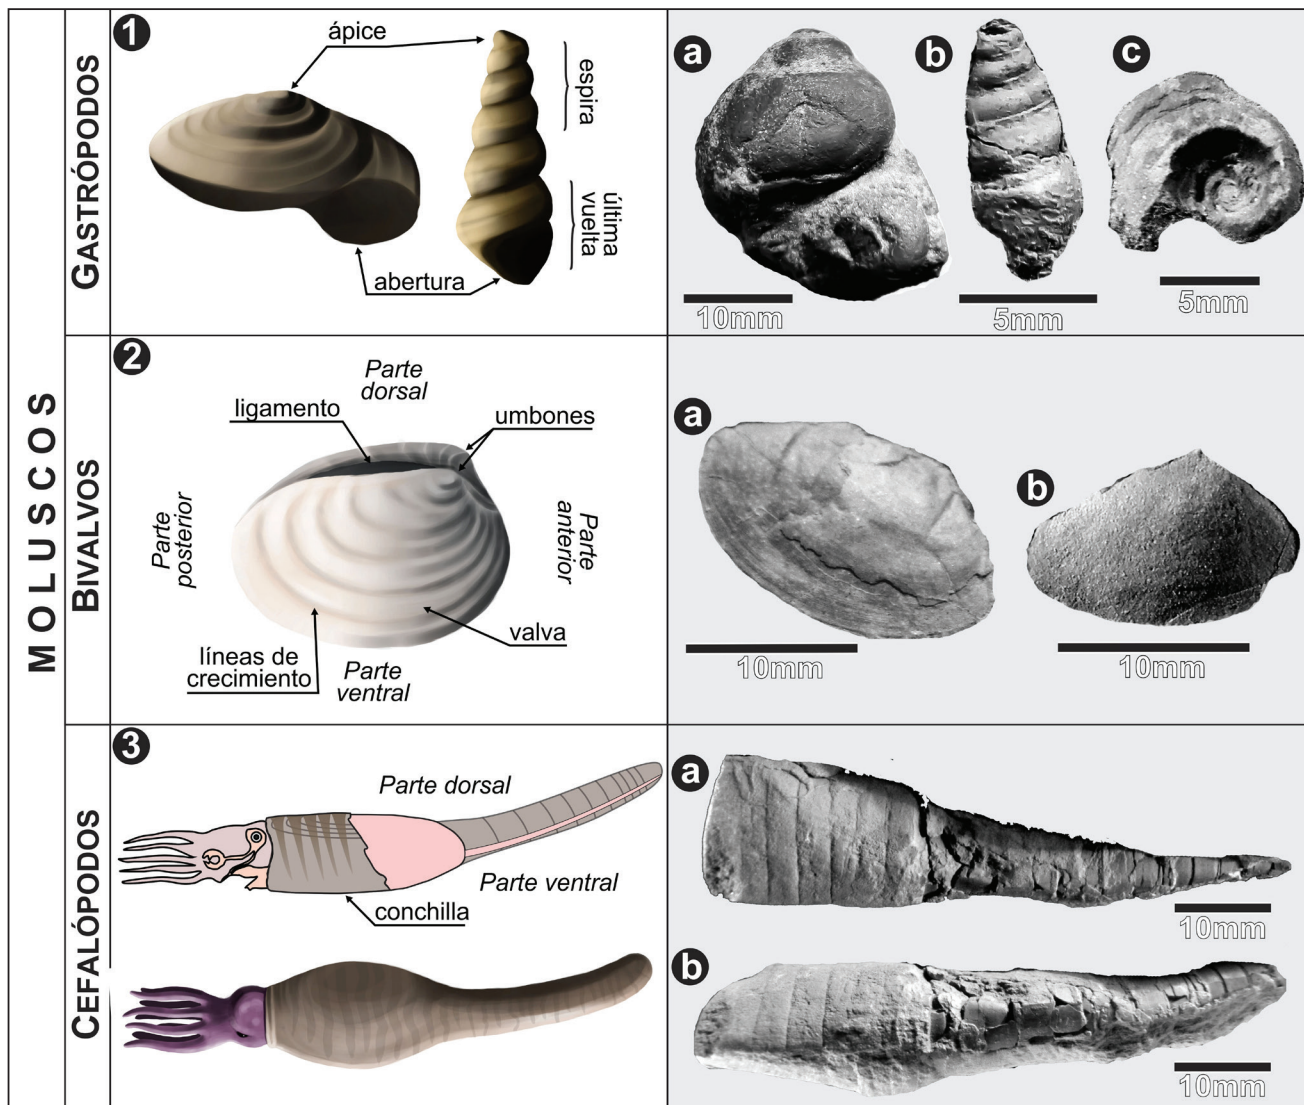 MOLUSCOS
GASTRÓPODOS
1
ápice
espira
última
vuelta
abertura
a
b
c
10mm
5mm
5mm
BIVALVOS
2
Parte
dorsal
ligamento
umbones
Parte
posterior
Parte
anterior
valva
líneas de
crecimiento
Parte
ventral
a
b
10mm
10mm
CEFALÓPODOS
3
Parte dorsal
Parte ventral
conchilla
a
10mm
b
10mm